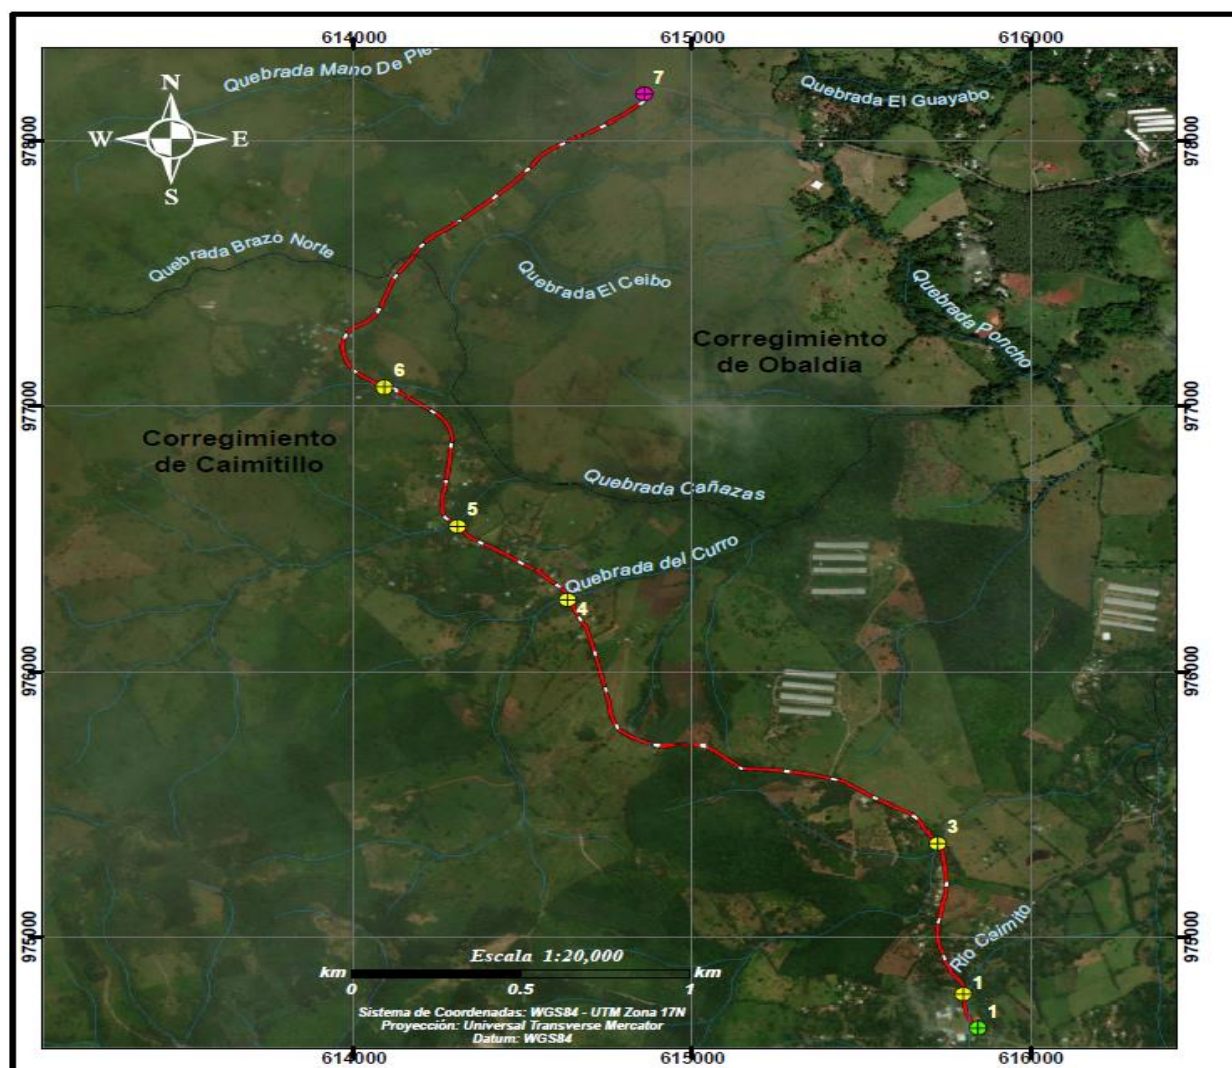 614000
615000
616000
Quebrada Mano De
7
Quebrada El Guayabo
N
W E
S
978000
978000
Quebrada Brazo Norte
Quebrada El Ceibo
Quebrada Poncho
Corregimiento
de Obaldía
6
977000
977000
Corregimiento
de Caimitillo
Quebrada Cañazas
5
Quebrada del Curro
4
976000
976000
3
975000
975000
Rio Caimito
Escala 1:20,000
km km
0 0.5 1
1
1
Sistema de Coordenadas: WGS84 - UTM Zona 17N
Proyección: Universal Transverse Mercator
Datum: WGS84
614000
615000
616000